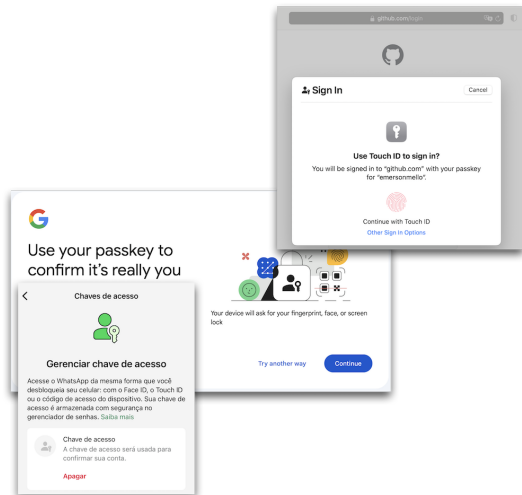 github.com/login
Sign In
Cancel
Use Touch ID to sign in?
You will be signed in to “github.com” with your passkey
for “emersonmello”.
Continue with Touch ID
Other Sign In Options
Use your passkey to
confirm it’s really you
Your device will ask for your fingerprint, face, or screen
lock
Try another way
Continue
Chaves de acesso
Gerenciar chave de acesso
Acesse o WhatsApp da mesma forma que você
desbloqueia seu celular: com o Face ID, o Touch ID
ou o código de acesso do dispositivo. Sua chave de
acesso é armazenada com segurança no
gerenciador de senhas. Saiba mais
Chave de acesso
A chave de acesso será usada para
confirmar sua conta.
Apagar